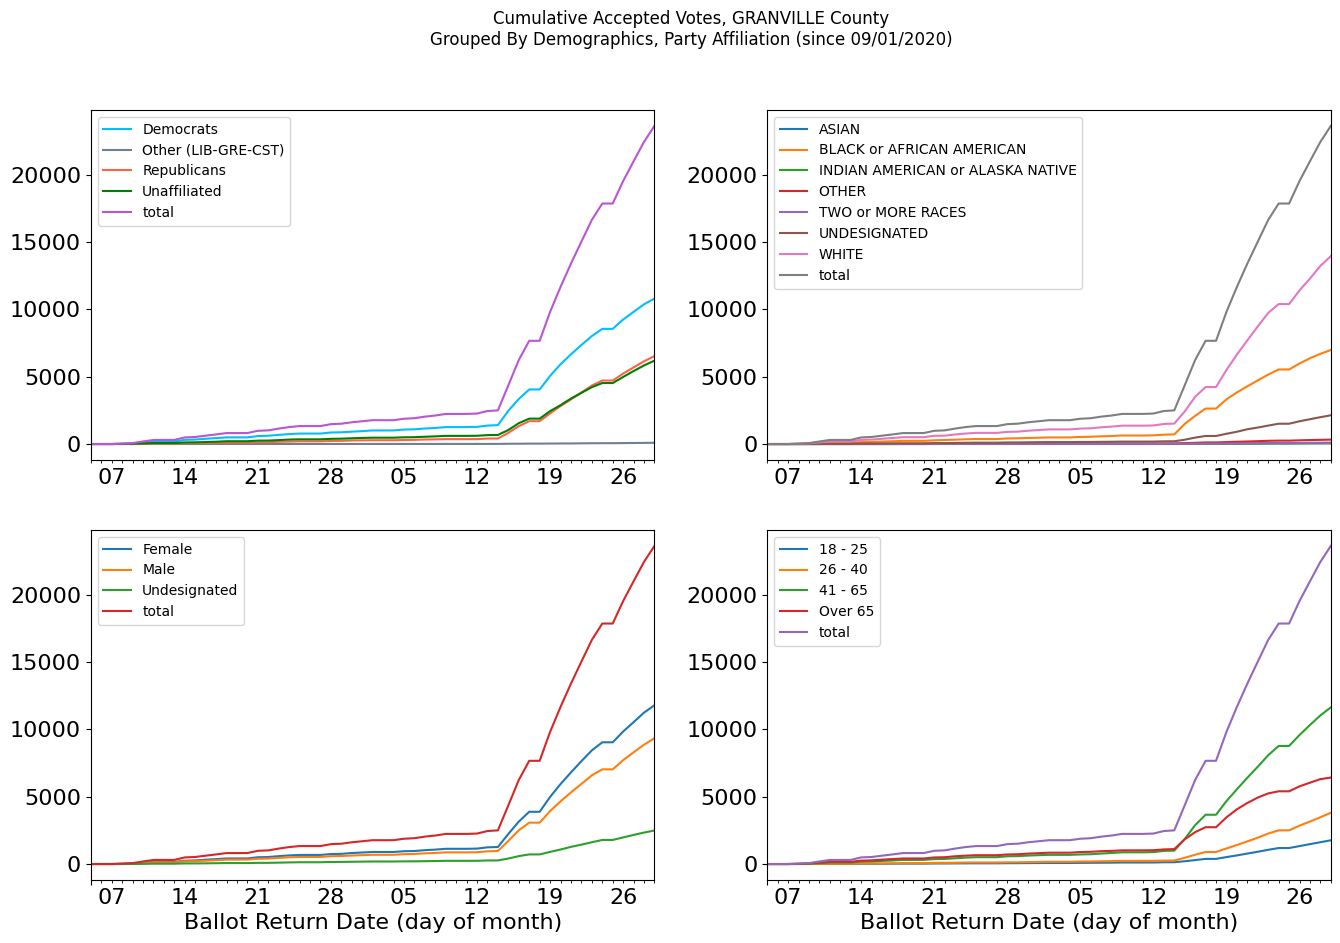 Cumulative Accepted Votes, GRANVILLE County
Grouped By Demographics, Party Affiliation (since 09/01/2020)
Democrats
Other (LIB-GRE-CST)
Republicans
Unaffiliated
total
20000
15000
10000
5000
0
07 14 21 28 05 12 19 26
ASIAN
BLACK or AFRICAN AMERICAN
INDIAN AMERICAN or ALASKA NATIVE
OTHER
TWO or MORE RACES
UNDESIGNATED
WHITE
total
20000
15000
10000
5000
0
07 14 21 28 05 12 19 26
Female
Male
Undesignated
total
20000
15000
10000
5000
0
07 14 21 28 05 12 19 26
Ballot Return Date (day of month)
18 - 25
26 - 40
41 - 65
Over 65
total
20000
15000
10000
5000
0
07 14 21 28 05 12 19 26
Ballot Return Date (day of month)